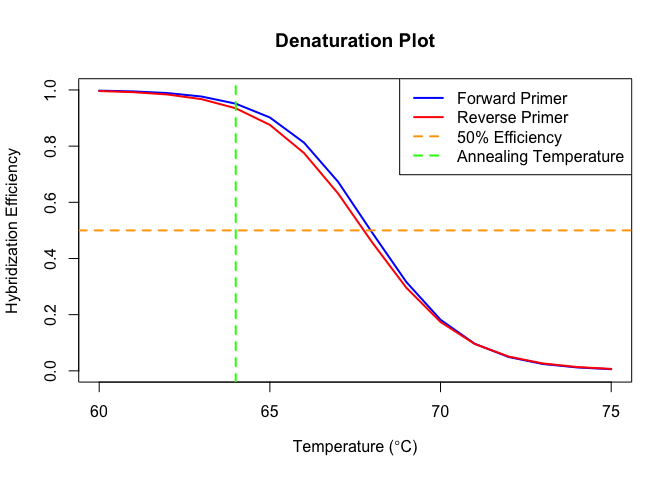 Denaturation Plot
Forward Primer
Reverse Primer
50% Efficiency
Annealing Temperature
Hybridization Efficiency
1.0
0.8
0.6
0.4
0.2
0.0
60 65 70 75
Temperature (°C)